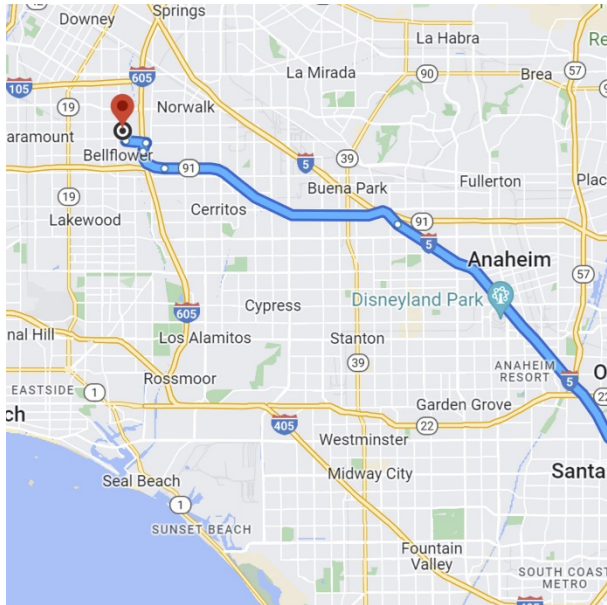 Springs
Downey
La Habra
Re
605
90
57
La Mirada
Brea
105
19
Norwalk
aramount
39
Bellflower
5
Fullerton
Plac
91
Buena Park
19
Lakewood
Cerritos
91
5
Anaheim
57
Disneyland Park
Cypress
605
nal Hill
Los Alamitos
Stanton
39
ANAHEIM
RESORT
O
5
Rossmoor
EASTSIDE
1
22
ch
Garden Grove
405
22
Westminster
Midway City
Santa
Seal Beach
1
SUNSET BEACH
Fountain
Valley
SOUTH COAS
METRO